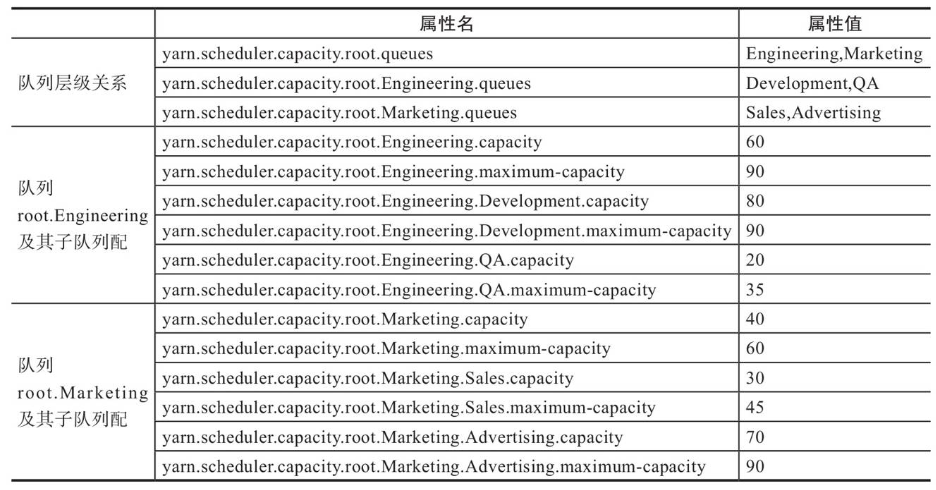 属性名 属性值
队列层级关系
yarn.scheduler.capacity.root.queues Engineering,Marketing
yarn.scheduler.capacity.root.Engineering.queues Development,QA
yarn.scheduler.capacity.root.Marketing.queues Sales,Advertising
队列
root.Engineering
及其子队列配
yarn.scheduler.capacity.root.Engineering.capacity 60
yarn.scheduler.capacity.root.Engineering.maximum-capacity 90
yarn.scheduler.capacity.root.Engineering.Development.capacity 80
yarn.scheduler.capacity.root.Engineering.Development.maximum-capacity 90
yarn.scheduler.capacity.root.Engineering.QA.capacity 20
yarn.scheduler.capacity.root.Engineering.QA.maximum-capacity 35
队列
root.Marketing
及其子队列配
yarn.scheduler.capacity.root.Marketing.capacity 40
yarn.scheduler.capacity.root.Marketing.maximum-capacity 60
yarn.scheduler.capacity.root.Marketing.Sales.capacity 30
yarn.scheduler.capacity.root.Marketing.Sales.maximum-capacity 45
yarn.scheduler.capacity.root.Marketing.Advertising.capacity 70
yarn.scheduler.capacity.root.Marketing.Advertising.maximum-capacity 90